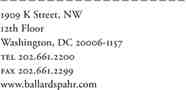 1909 K Street, NW
12th Floor
Washington, DC 20006-1157
TEL 202.661.2200
FAX 202.661.2299
www.ballardspahr.com